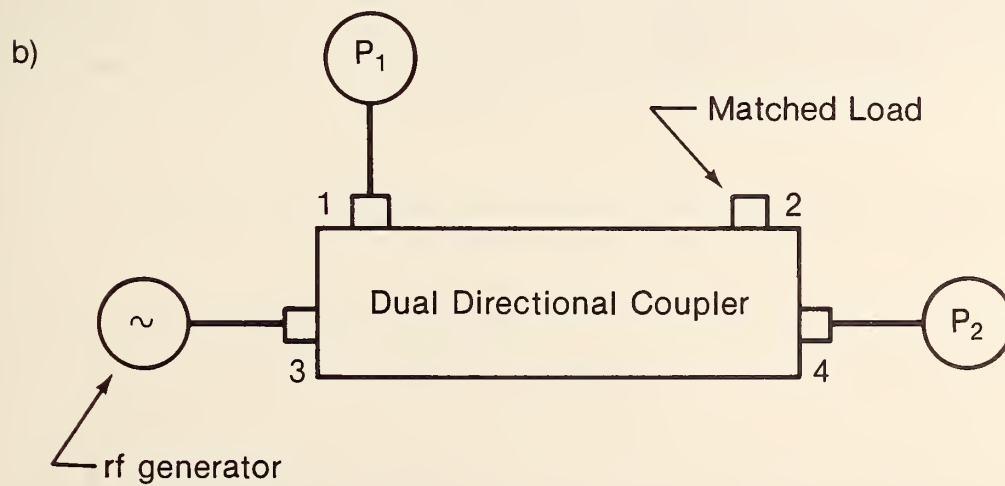 b)
P₁
Matched Load
1
2
Dual Directional Coupler
~
P₂
3
4
rf generator